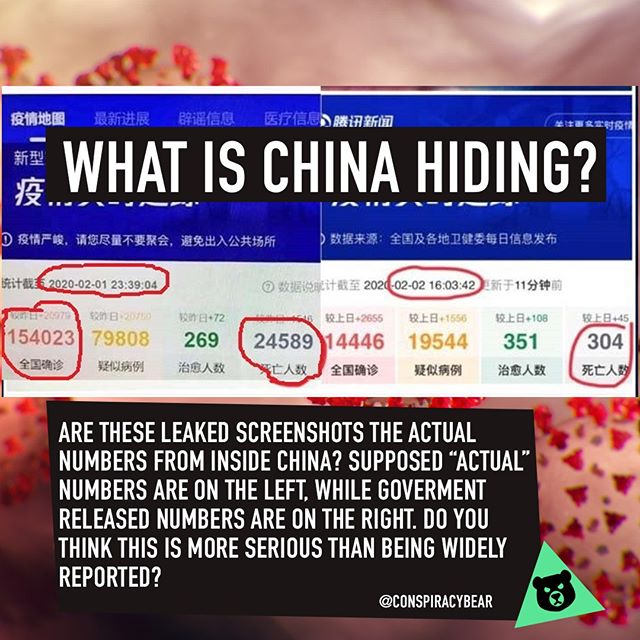 疫情地图 最新进展 辟谣信息 医疗信息
腾讯新闻
关注更多实时疫情
WHAT IS CHINA HIDING?
新型
疫
ⓘ 疫情严峻，请您尽量不要聚会，避免出入公共场所
ⓘ 数据来源：全国及各地卫健委每日信息发布
统计截至 2020-02-01 23:39:04
数据说
统计截至 2020-02-02 16:03:42 更新于11分钟前
较昨日+20979 较昨日+20750 较昨日+72
154023 79808 269 24589
全国确诊 疑似病例 治愈人数 死亡人数
较上日+2655 较上日+1556 较上日+108 较上日+45
14446 19544 351 304
全国确诊 疑似病例 治愈人数 死亡人数
ARE THESE LEAKED SCREENSHOTS THE ACTUAL
NUMBERS FROM INSIDE CHINA? SUPPOSED “ACTUAL”
NUMBERS ARE ON THE LEFT, WHILE GOVERMENT
RELEASED NUMBERS ARE ON THE RIGHT. DO YOU
THINK THIS IS MORE SERIOUS THAN BEING WIDELY
REPORTED?
@CONSPIRACYBEAR